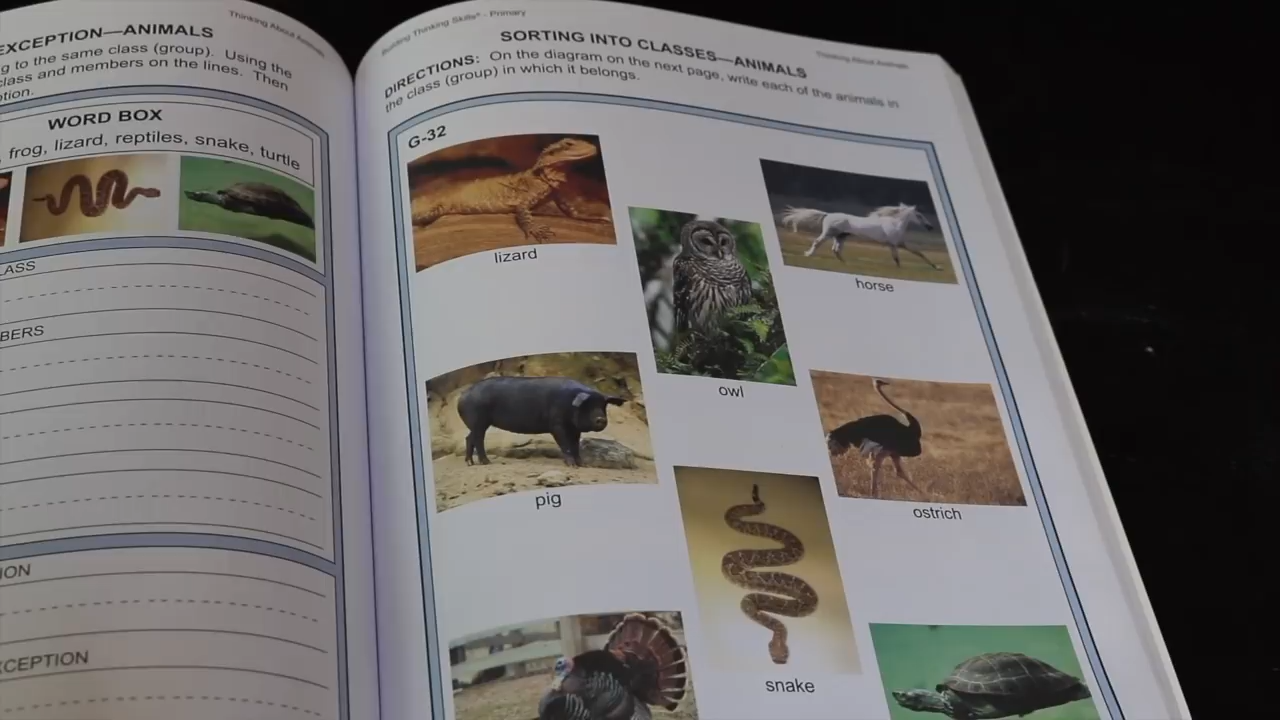 Thinking About Animals
EXCEPTION—ANIMALS
g to the same class (group). Using the
class and members on the lines. Then
ption.
WORD BOX
, frog, lizard, reptiles, snake, turtle
LASS
BERS
ION
XCEPTION
Building Thinking Skills® - Primary
Thinking About Animals
SORTING INTO CLASSES—ANIMALS
DIRECTIONS: On the diagram on the next page, write each of the animals in
the class (group) in which it belongs.
G-32
lizard
horse
owl
pig
ostrich
snake